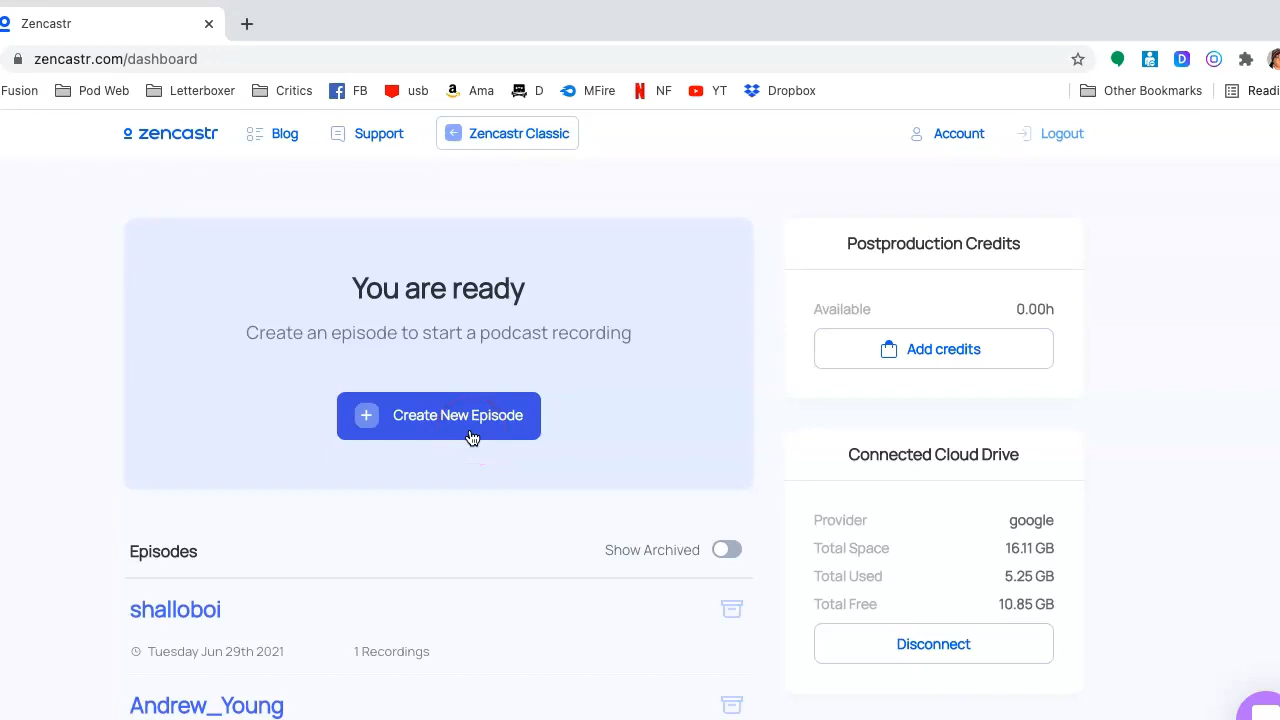 Zencastr
zencastr.com/dashboard
Fusion Pod Web Letterboxer Critics FB usb Ama D MFire NF YT Dropbox Other Bookmarks Readi
zencastr Blog Support Zencastr Classic Account Logout
You are ready
Create an episode to start a podcast recording
Create New Episode
Postproduction Credits
Available 0.00h
Add credits
Connected Cloud Drive
Provider google
Total Space 16.11 GB
Total Used 5.25 GB
Total Free 10.85 GB
Disconnect
Episodes Show Archived
shalloboi
Tuesday Jun 29th 2021 1 Recordings
Andrew_Young